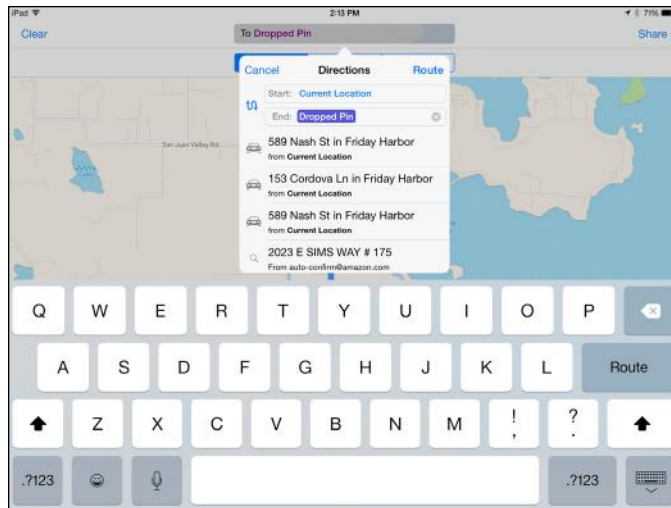 iPad 2:13 PM 71%
Clear To Dropped Pin Share
Cancel Directions Route
Start: Current Location
End: Dropped Pin
589 Nash St in Friday Harbor
from Current Location
153 Cordova Ln in Friday Harbor
from Current Location
589 Nash St in Friday Harbor
from Current Location
2023 E SIMS WAY # 175
From auto-confirm@amazon.com
San Juan Valley Rd
Q W E R T Y U I O P
A S D F G H J K L Route
Z X C V B N M ! , ? .
.?123 .?123